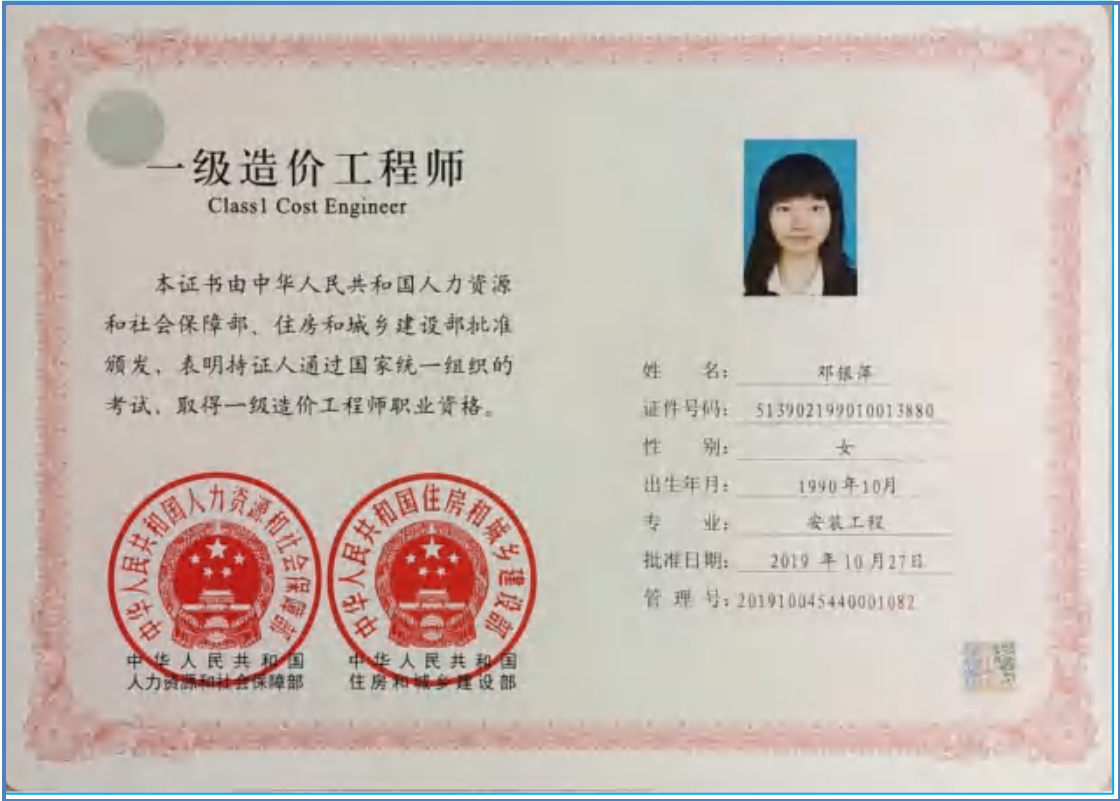 一级造价工程师
Class1 Cost Engineer
本证书由中华人民共和国人力资源
和社会保障部、住房和城乡建设部批准
颁发，表明持证人通过国家统一组织的
考试，取得一级造价工程师职业资格。
中华人民共和国人力资源和社会保障部
中华人民共和国住房和城乡建设部
中华人民共和国
人力资源和社会保障部
中华人民共和国
住房和城乡建设部
姓 名： 邓银萍
证件号码： 513902199010013880
性 别： 女
出生年月： 1990年10月
专 业： 安装工程
批准日期： 2019 年 10月27日
管 理 号：201910045440001082